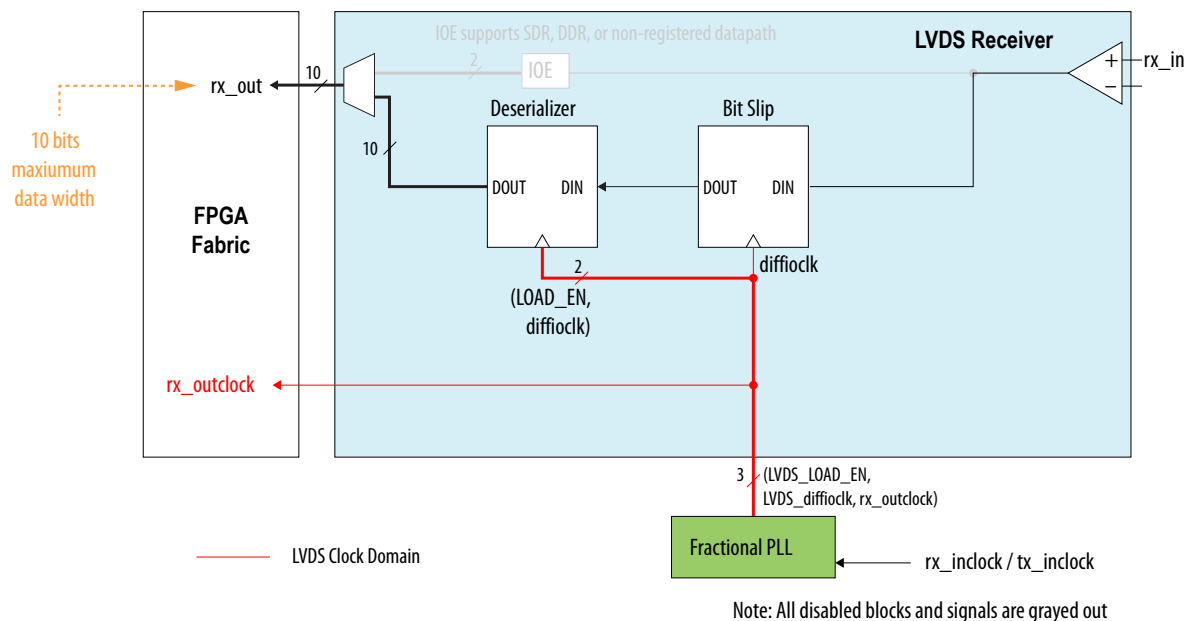 IOE supports SDR, DDR, or non-registered datapath
LVDS Receiver
2
IOE
+
−
rx_in
10
rx_out
10 bits
maxiumum
data width
Deserializer
Bit Slip
10
DOUT
DIN
DOUT
DIN
FPGA
Fabric
2
diffioclk
(LOAD_EN,
diffioclk)
rx_outclock
3
(LVDS_LOAD_EN,
LVDS_diffioclk, rx_outclock)
LVDS Clock Domain
Fractional PLL
rx_inclock / tx_inclock
Note: All disabled blocks and signals are grayed out